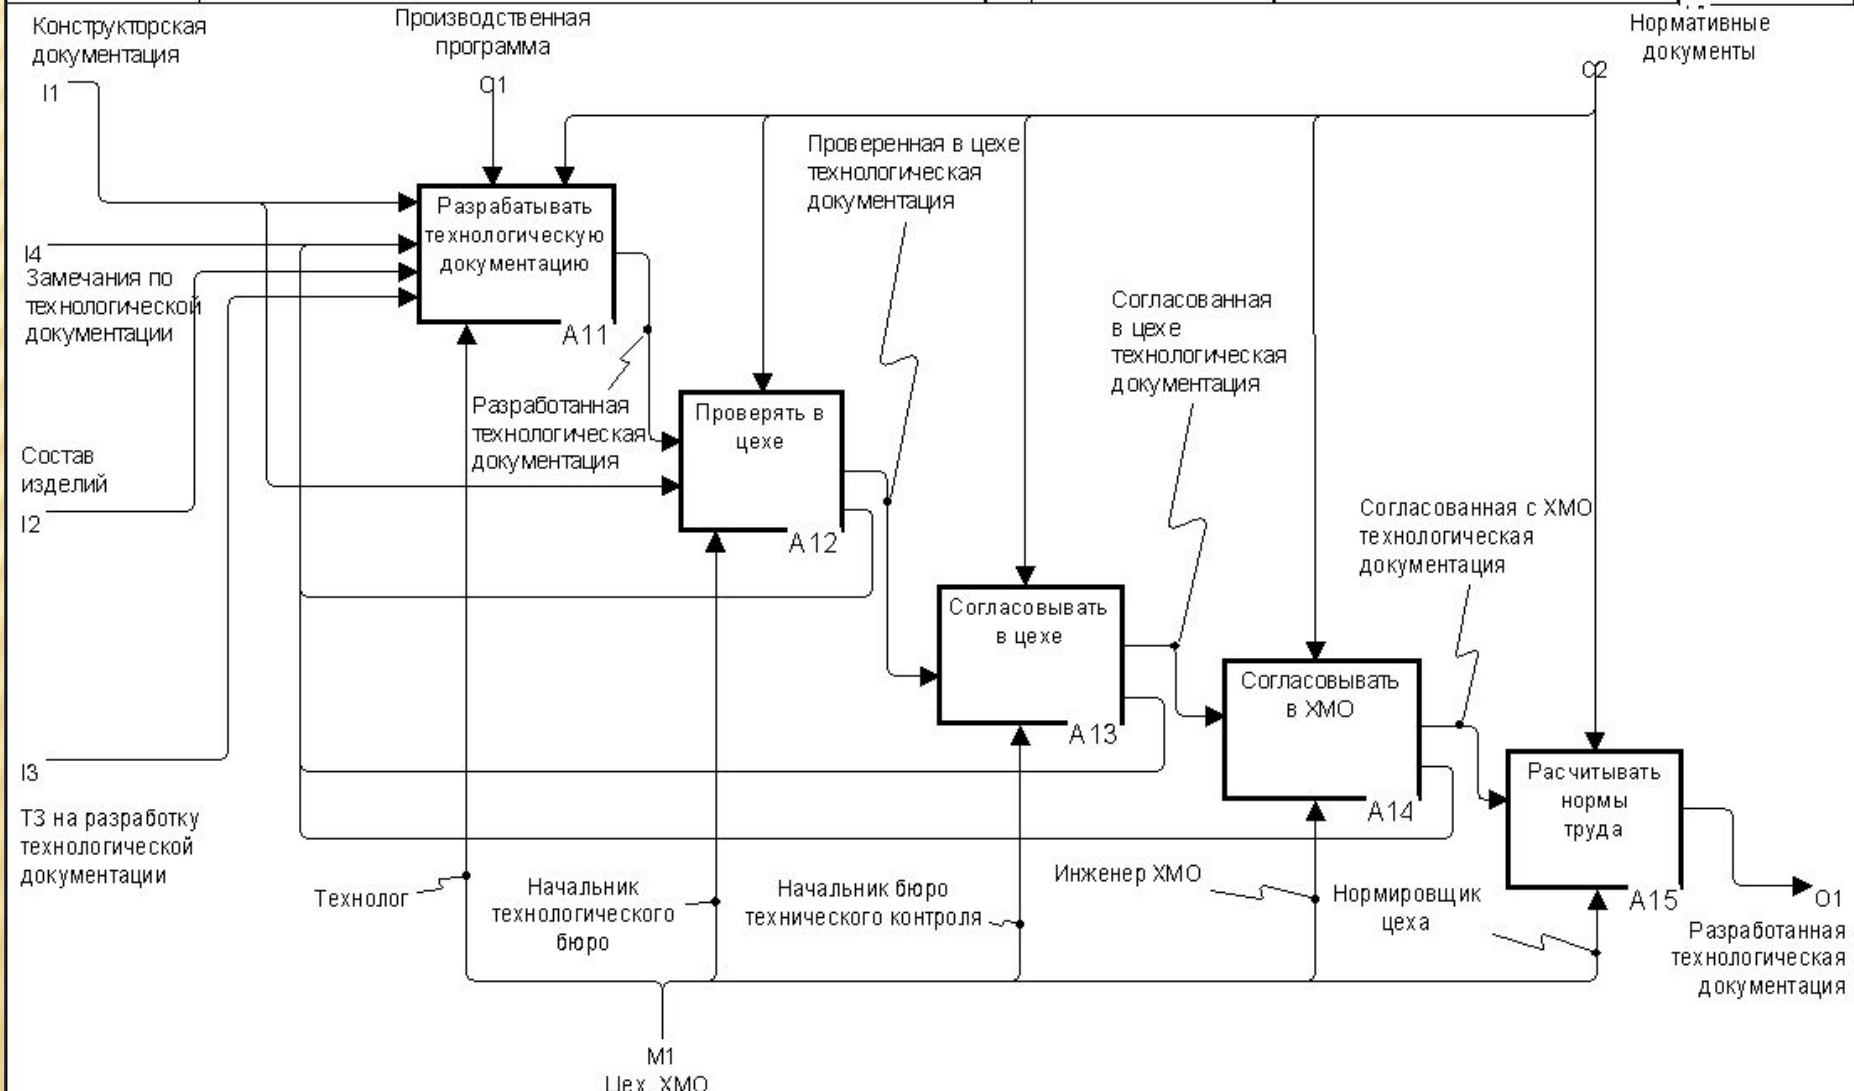 Конструкторская
документация
I1
Производственная
программа
C1
Нормативные
документы
C2
Проверенная в цехе
технологическая
документация
Разрабатывать
технологическую
документацию
A11
I4
Замечания по
технологической
документации
Согласованная
в цехе
технологическая
документация
Разработанная
технологическая
документация
Проверять в
цехе
A12
Состав
изделий
I2
Согласованная с ХМО
технологическая
документация
Согласовывать
в цехе
A13
Согласовывать
в ХМО
A14
I3
ТЗ на разработку
технологической
документации
Расчитывать
нормы
труда
A15
Технолог
Начальник
технологического
бюро
Начальник бюро
технического контроля
Инженер ХМО
Нормировщик
цеха
O1
Разработанная
технологическая
документация
M1
Цех, ХМО